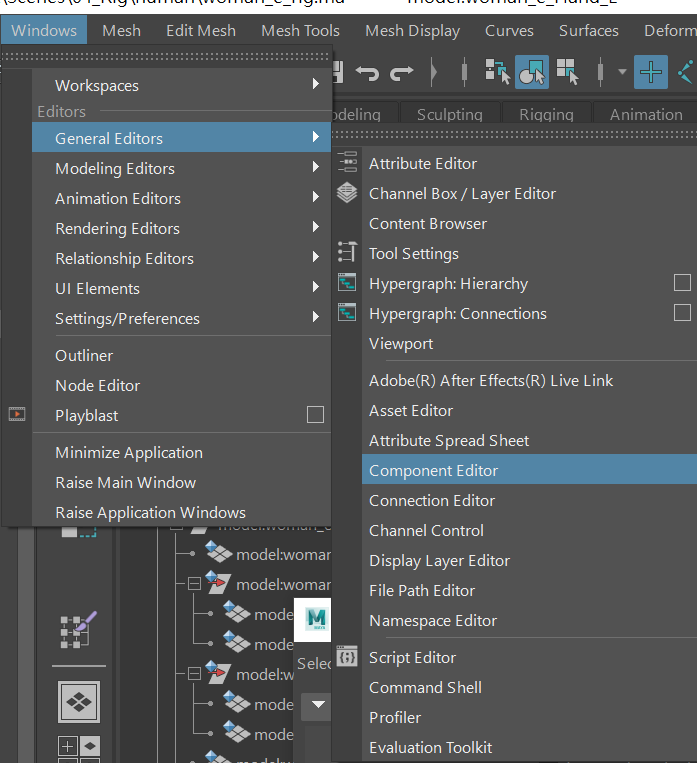 Windows Mesh Edit Mesh Mesh Tools Mesh Display Curves Surfaces Deform
Sculpting Rigging Animation
Workspaces
Editors
General Editors
Modeling Editors
Animation Editors
Rendering Editors
Relationship Editors
UI Elements
Settings/Preferences
Outliner
Node Editor
Playblast
Minimize Application
Raise Main Window
Raise Application Windows
Attribute Editor
Channel Box / Layer Editor
Content Browser
Tool Settings
Hypergraph: Hierarchy
Hypergraph: Connections
Viewport
Adobe(R) After Effects(R) Live Link
Asset Editor
Attribute Spread Sheet
Component Editor
Connection Editor
Channel Control
Display Layer Editor
File Path Editor
Namespace Editor
Script Editor
Command Shell
Profiler
Evaluation Toolkit
model:woman
model:woman
mode
mode
model:w
mode
mode
M
Selec